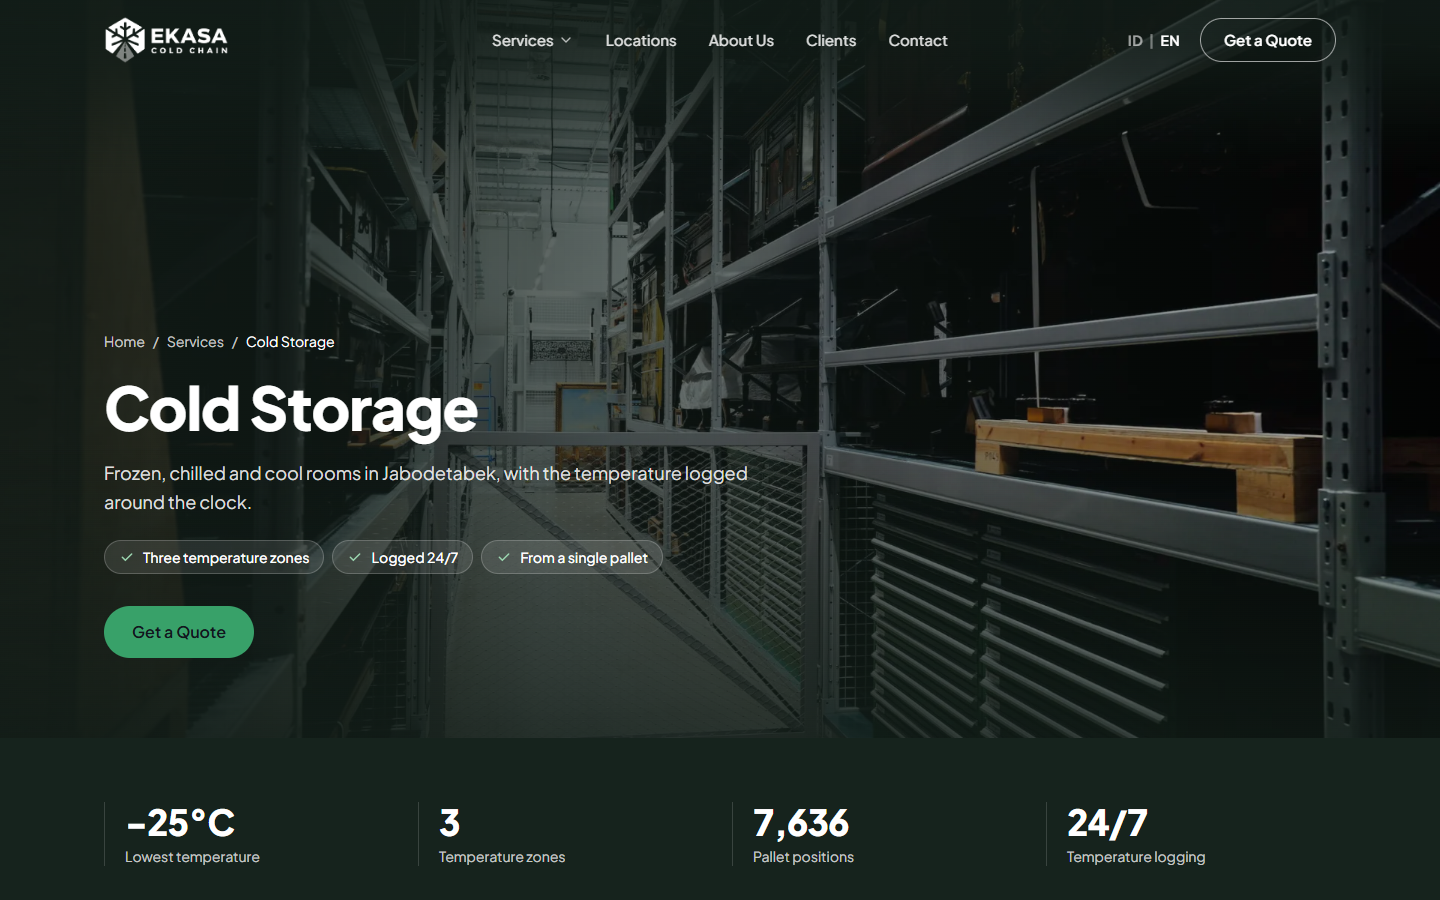 EKASA
COLD CHAIN
Services
Locations
About Us
Clients
Contact
ID | EN
Get a Quote
Home / Services / Cold Storage
Cold Storage
Frozen, chilled and cool rooms in Jabodetabek, with the temperature logged
around the clock.
Three temperature zones
Logged 24/7
From a single pallet
Get a Quote
−25°C
Lowest temperature
3
Temperature zones
7,636
Pallet positions
24/7
Temperature logging